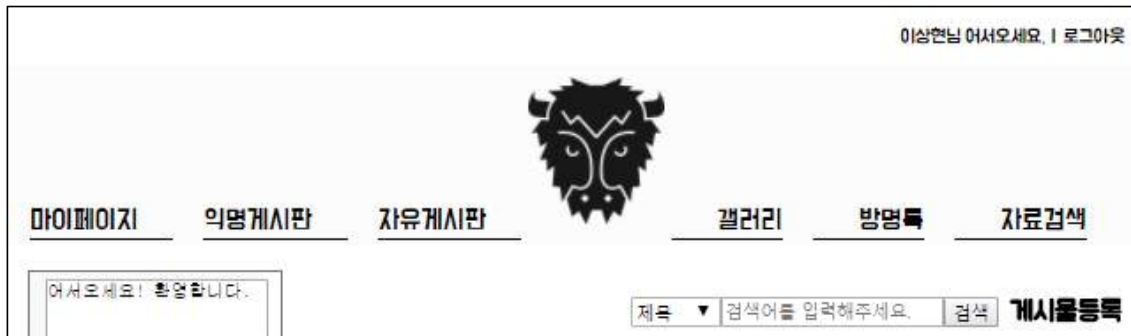 이상현님 어서오세요. | 로그아웃
마이페이지 익명게시판 자유게시판 갤러리 방명록 자료검색
어서오세요! 환영합니다.
제목 ▼ 검색어를 입력해주세요. 검색 게시물등록